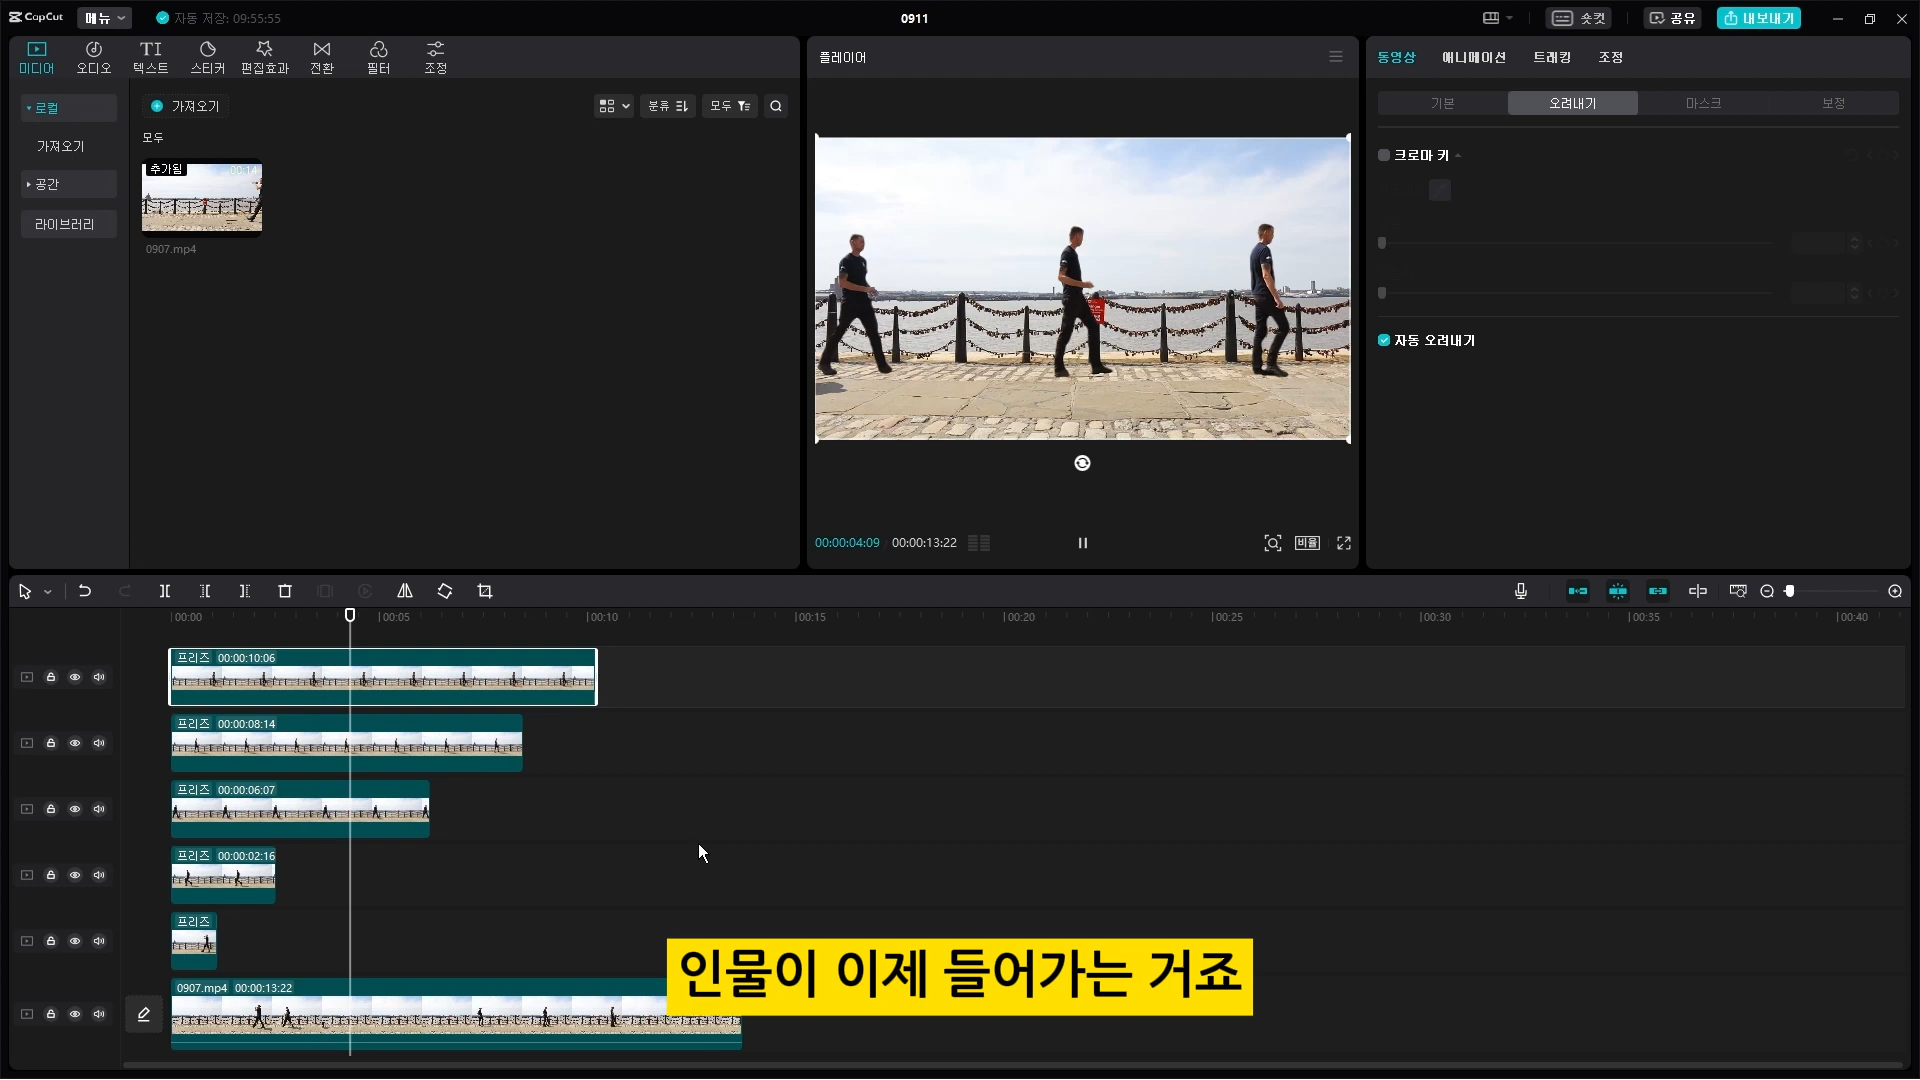 CapCut 메뉴 자동 저장: 09:55:55 0911 숏컷 공유 내보내기
미디어 오디오 텍스트 스티커 편집효과 전환 필터 조정
로컬
가져오기
공간
라이브러리
가져오기 분류 모두
모두
추가됨 00:14
0907.mp4
플레이어
00:00:04:09 00:00:13:22 비율
동영상 애니메이션 트래킹 조정
기본 오려내기 마스크 보정
크로마 키
자동 오려내기
00:00 00:05 00:10 00:15 00:20 00:25 00:30 00:35 00:40
프리즈 00:00:10:06
프리즈 00:00:08:14
프리즈 00:00:06:07
프리즈 00:00:02:16
프리즈
0907.mp4 00:00:13:22
인물이 이제 들어가는 거죠